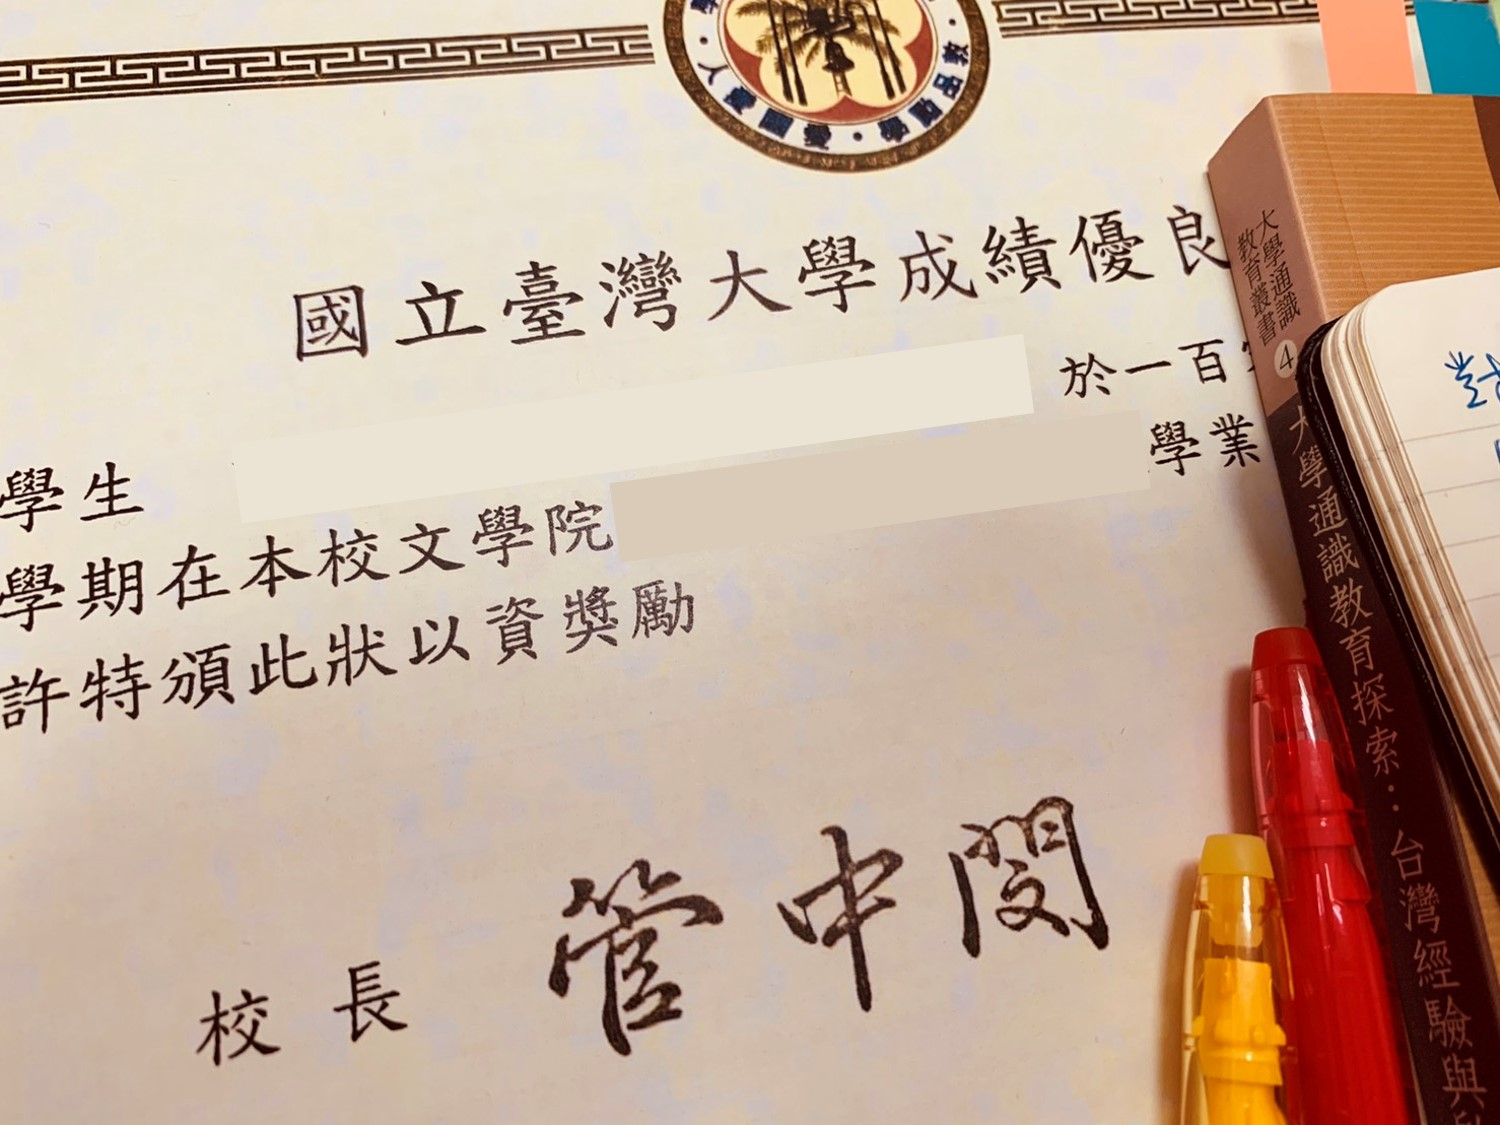 敦品勵學·愛國愛人
國立臺灣大學成績優良
學生 於一百
學期在本校文學院 學業
許特頒此狀以資獎勵
校長 管中閔
大學通識
教育叢書
4
大學通識教育探索：台灣經驗與